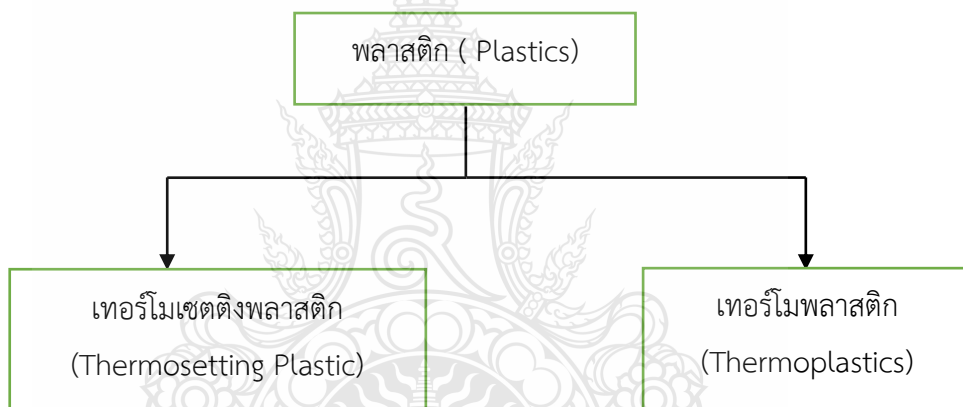 พลาสติก ( Plastics)
เทอร์โมเซตติงพลาสติก
(Thermosetting Plastic)
เทอร์โมพลาสติก
(Thermoplastics)